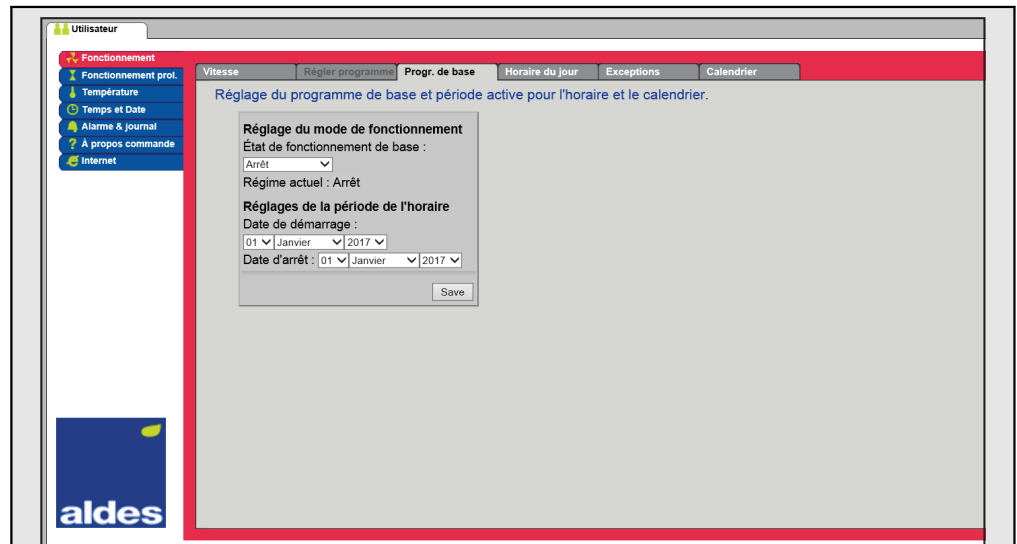 Utilisateur
Fonctionnement
Fonctionnement prol.
Température
Temps et Date
Alarme & journal
À propos commande
Internet
Vitesse Régler programme Progr. de base Horaire du jour Exceptions Calendrier
Réglage du programme de base et période active pour l'horaire et le calendrier.
Réglage du mode de fonctionnement
État de fonctionnement de base :
Arrêt
Régime actuel : Arrêt
Réglages de la période de l'horaire
Date de démarrage :
01 Janvier 2017
Date d'arrêt : 01 Janvier 2017
Save
aldes